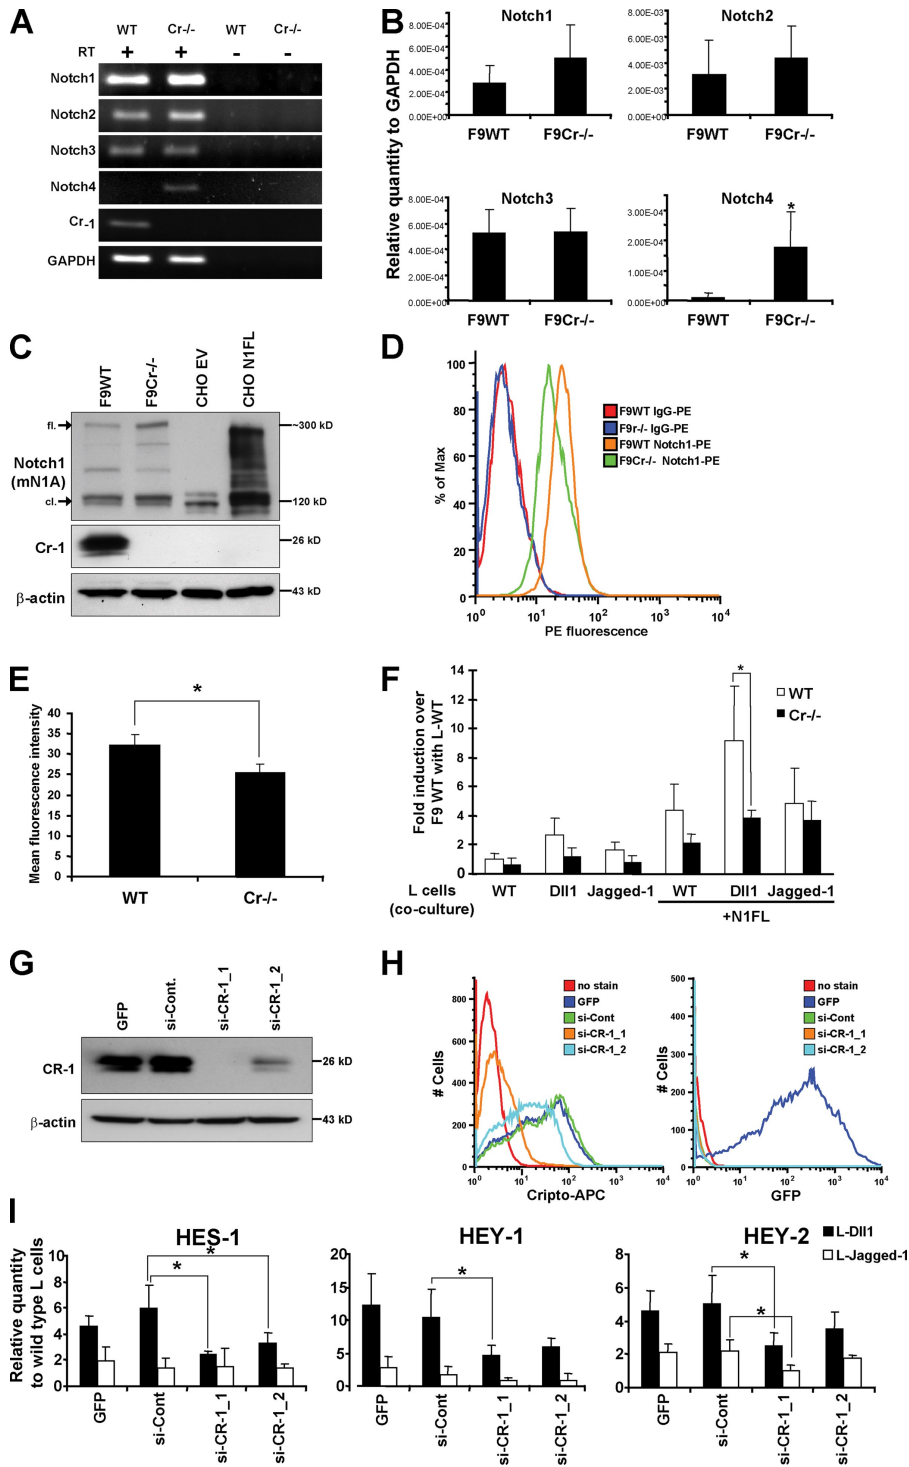 A
WT Cr-/- WT Cr-/-
RT + + - -
Notch1
Notch2
Notch3
Notch4
Cr-1
GAPDH
B
Relative quantity to GAPDH
Notch1
8.00E-04
6.00E-04
4.00E-04
2.00E-04
0.00E+00
F9WT F9Cr-/-
Notch2
8.00E-03
6.00E-03
4.00E-03
2.00E-03
0.00E+00
F9WT F9Cr-/-
Notch3
8.00E-04
6.00E-04
4.00E-04
2.00E-04
0.00E+00
F9WT F9Cr-/-
Notch4
3.00E-04
2.00E-04
1.00E-04
0.00E+00
*
F9WT F9Cr-/-
C
F9WT F9Cr-/- CHO EV CHO N1FL
fl.
~300 kD
Notch1
(mN1A)
cl.
120 kD
Cr-1
26 kD
β-actin
43 kD
D
% of Max
100
80
60
40
20
0
10⁰ 10¹ 10² 10³ 10⁴
PE fluorescence
F9WT IgG-PE
F9r-/- IgG-PE
F9WT Notch1-PE
F9Cr-/- Notch1-PE
E
Mean fluorescence intensity
40
35
30
25
20
15
10
5
0
*
WT Cr-/-
F
Fold induction over
F9 WT with L-WT
14
12
10
8
6
4
2
0
*
WT
Cr-/-
L cells
(co-culture)
WT Dll1 Jagged-1 WT Dll1 Jagged-1
+N1FL
G
GFP si-Cont. si-CR-1_1 si-CR-1_2
CR-1
26 kD
β-actin
43 kD
H
# Cells
800
600
400
200
0
10⁰ 10¹ 10² 10³ 10⁴
Cripto-APC
no stain
GFP
si-Cont
si-CR-1_1
si-CR-1_2
# Cells
500
400
300
200
100
0
10⁰ 10¹ 10² 10³ 10⁴
GFP
no stain
GFP
si-Cont
si-CR-1_1
si-CR-1_2
I
Relative quantity
to wild type L cells
HES-1
10
8
6
4
2
0
*
*
GFP si-Cont si-CR-1_1 si-CR-1_2
HEY-1
20
15
10
5
0
*
GFP si-Cont si-CR-1_1 si-CR-1_2
HEY-2
8
6
4
2
0
*
*
L-Dll1
L-Jagged-1
GFP si-Cont si-CR-1_1 si-CR-1_2